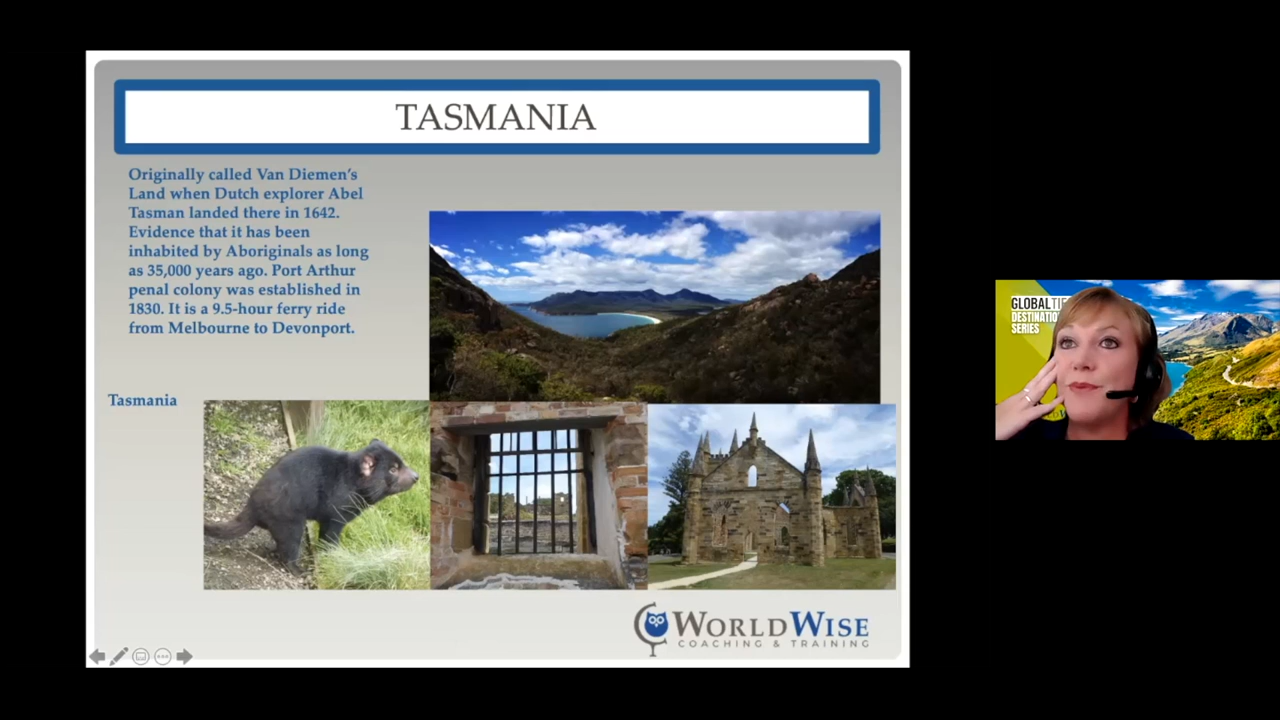 TASMANIA
Originally called Van Diemen's
Land when Dutch explorer Abel
Tasman landed there in 1642.
Evidence that it has been
inhabited by Aboriginals as long
as 35,000 years ago. Port Arthur
penal colony was established in
1830. It is a 9.5-hour ferry ride
from Melbourne to Devonport.
Tasmania
WORLDWISE
COACHING & TRAINING
GLOBAL
SERIES